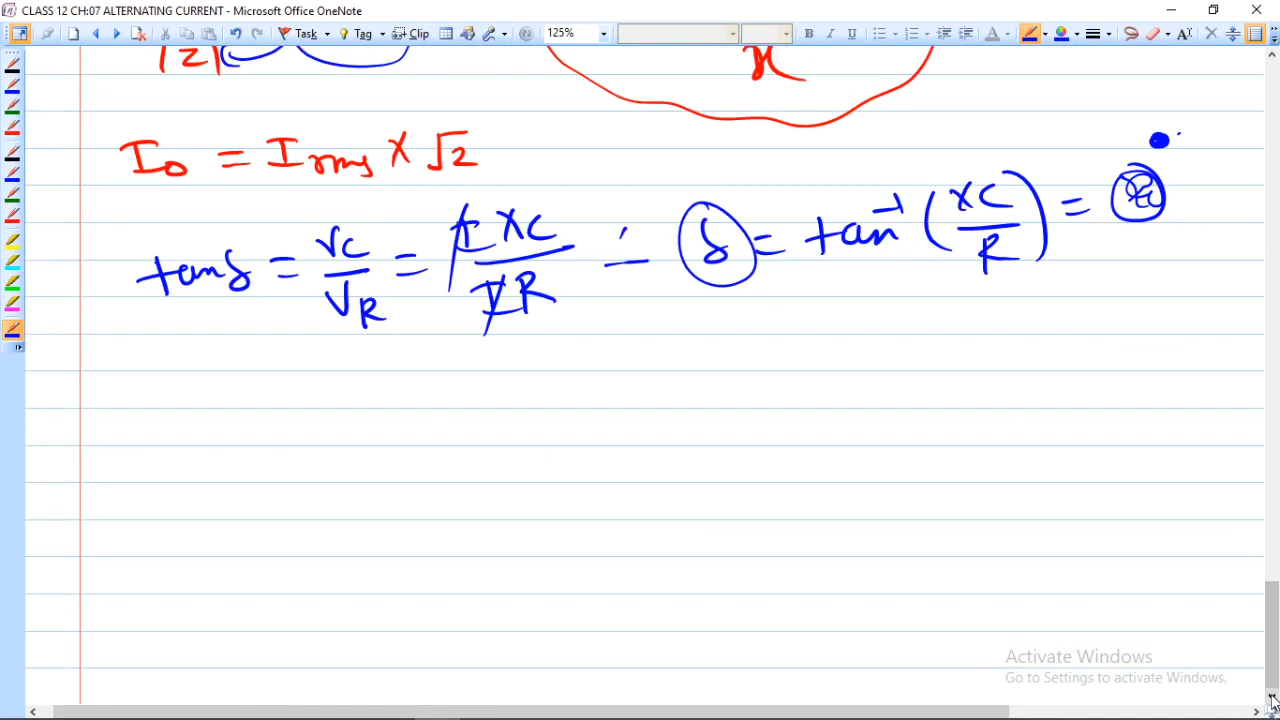 CLASS 12 CH:07 ALTERNATING CURRENT - Microsoft Office OneNote
Task Tag Clip 125% B I U A
|Z| x
I₀ = Irms × √2
tanδ = VC/VR = I XC/I R ∴ δ = tan⁻¹ (XC/R) =
Activate Windows
Go to Settings to activate Windows.